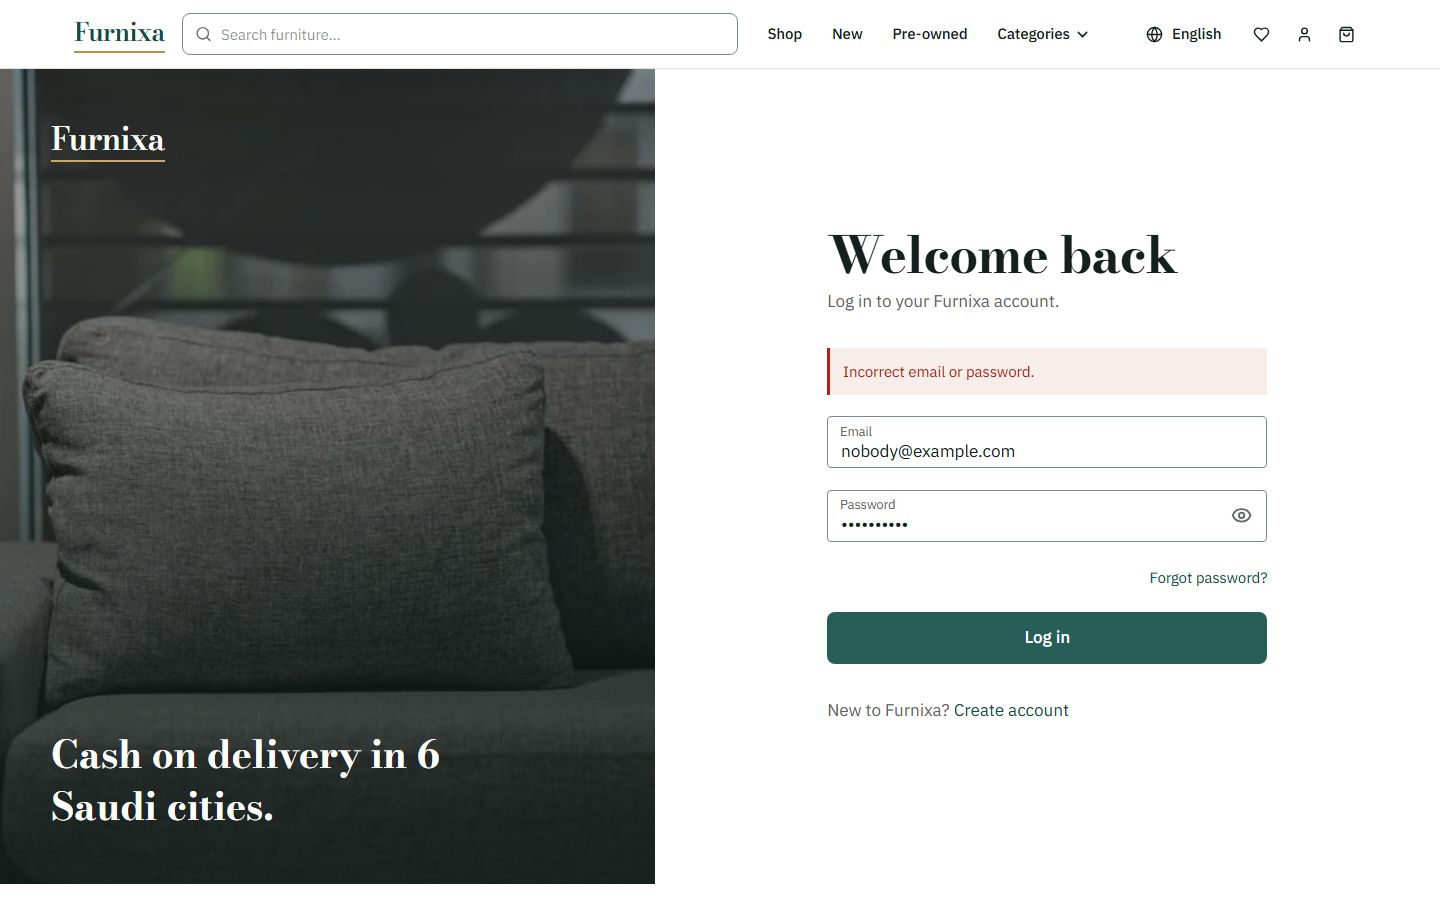 Furnixa
Search furniture...
Shop
New
Pre-owned
Categories
English
Furnixa
Cash on delivery in 6
Saudi cities.
Welcome back
Log in to your Furnixa account.
Incorrect email or password.
Email
nobody@example.com
Password
••••••••••
Forgot password?
Log in
New to Furnixa? Create account